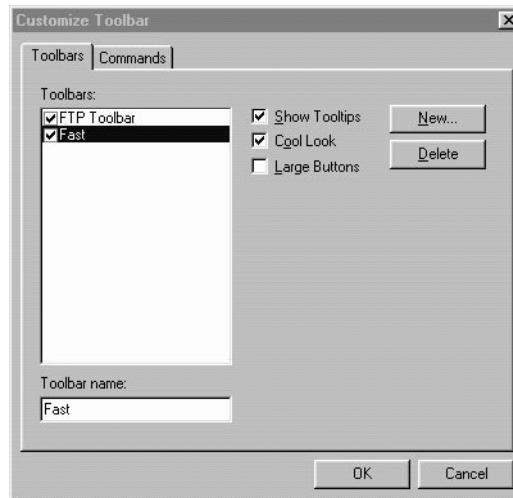 Customize Toolbar
Toolbars Commands
Toolbars:
FTP Toolbar
Fast
Show Tooltips
Cool Look
Large Buttons
New...
Delete
Toolbar name:
Fast
OK Cancel